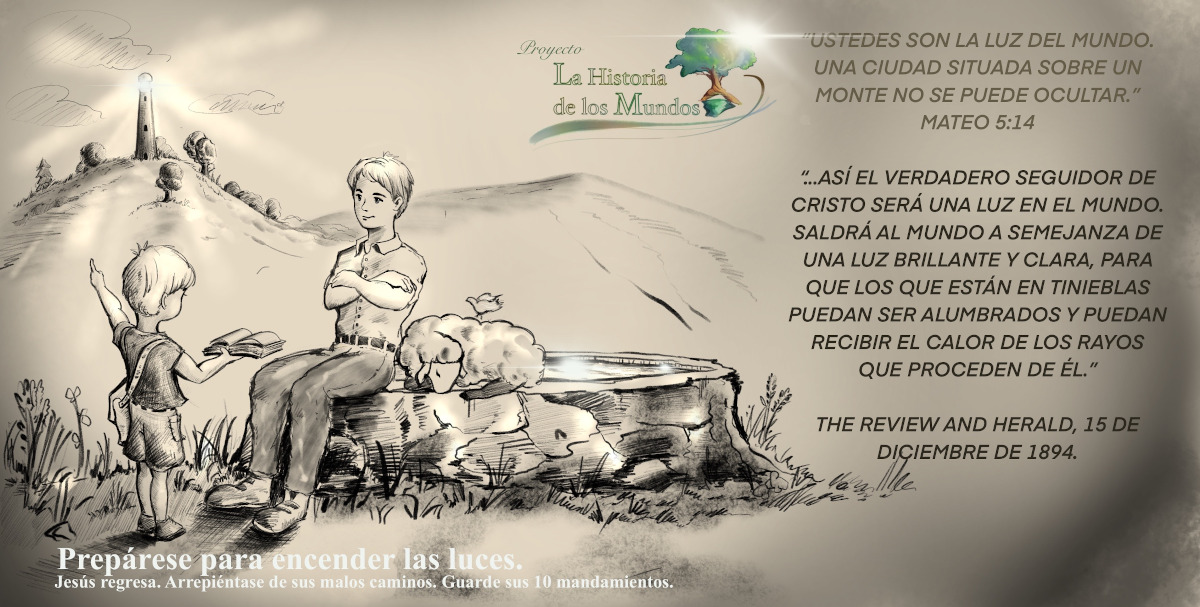 Proyecto
La Historia
de los Mundos
“USTEDES SON LA LUZ DEL MUNDO.
UNA CIUDAD SITUADA SOBRE UN
MONTE NO SE PUEDE OCULTAR.”
MATEO 5:14
“...ASÍ EL VERDADERO SEGUIDOR DE
CRISTO SERÁ UNA LUZ EN EL MUNDO.
SALDRÁ AL MUNDO A SEMEJANZA DE
UNA LUZ BRILLANTE Y CLARA, PARA
QUE LOS QUE ESTÁN EN TINIEBLAS
PUEDAN SER ALUMBRADOS Y PUEDAN
RECIBIR EL CALOR DE LOS RAYOS
QUE PROCEDEN DE ÉL.”
THE REVIEW AND HERALD, 15 DE
DICIEMBRE DE 1894.
Prepárese para encender las luces.
Jesús regresa. Arrepiéntase de sus malos caminos. Guarde sus 10 mandamientos.